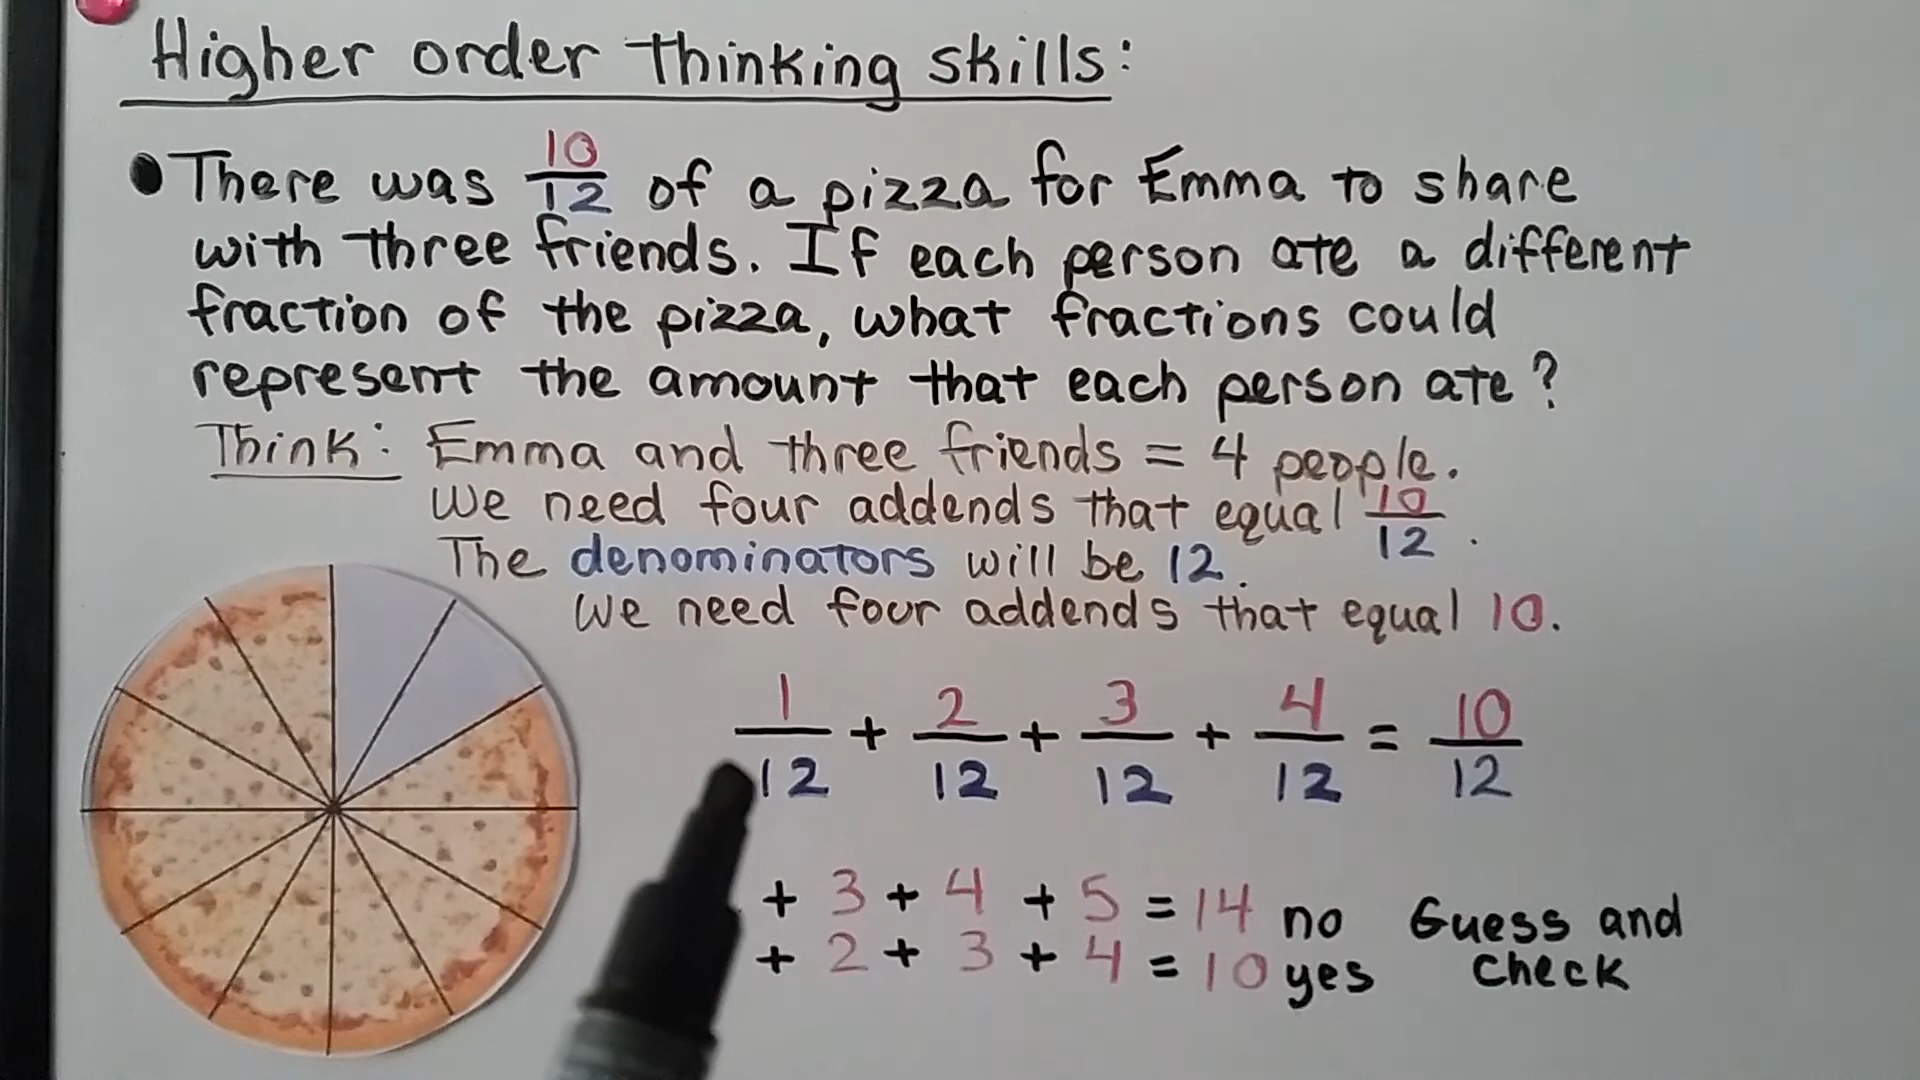 Higher order thinking skills:
• There was 10/12 of a pizza for Emma to share
with three friends. If each person ate a different
fraction of the pizza, what fractions could
represent the amount that each person ate?
Think: Emma and three friends = 4 people.
We need four addends that equal 10/12.
The denominators will be 12.
We need four addends that equal 10.
1/12 + 2/12 + 3/12 + 4/12 = 10/12
+ 3 + 4 + 5 = 14 no Guess and
+ 2 + 3 + 4 = 10 yes Check